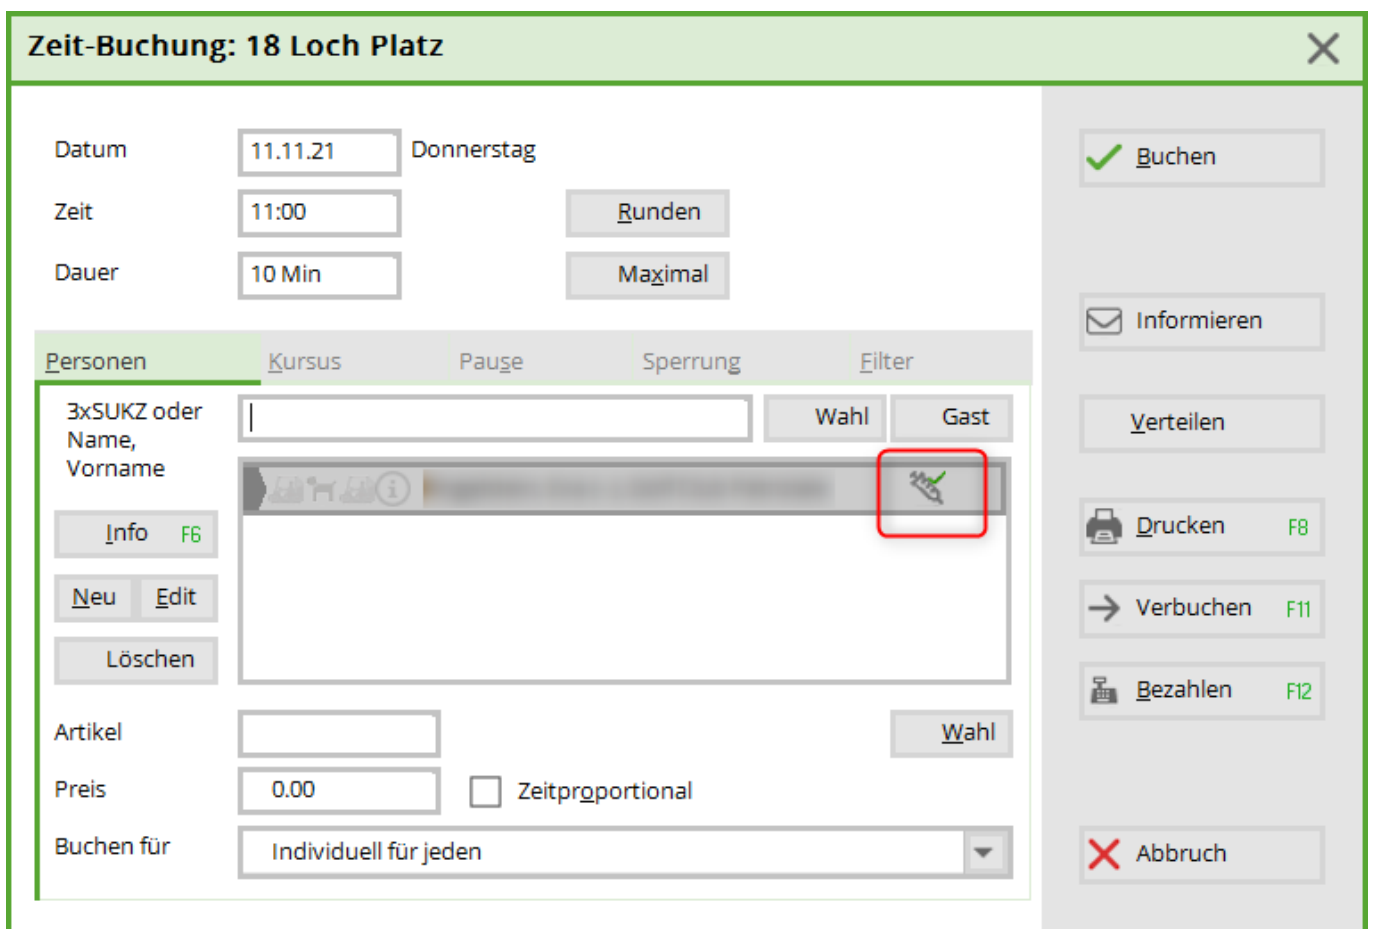 Zeit-Buchung: 18 Loch Platz
Datum 11.11.21 Donnerstag
Zeit 11:00 Runden
Dauer 10 Min Maximal
Personen Kursus Pause Sperrung Filter
3xSUKZ oder
Name,
Vorname
Wahl Gast
Info F6
Neu Edit
Löschen
Artikel Wahl
Preis 0.00 Zeitproportional
Buchen für Individuell für jeden
Buchen
Informieren
Verteilen
Drucken F8
Verbuchen F11
Bezahlen F12
Abbruch